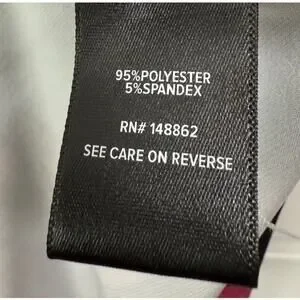 95%POLYESTER
5%SPANDEX
RN# 148862
SEE CARE ON REVERSE